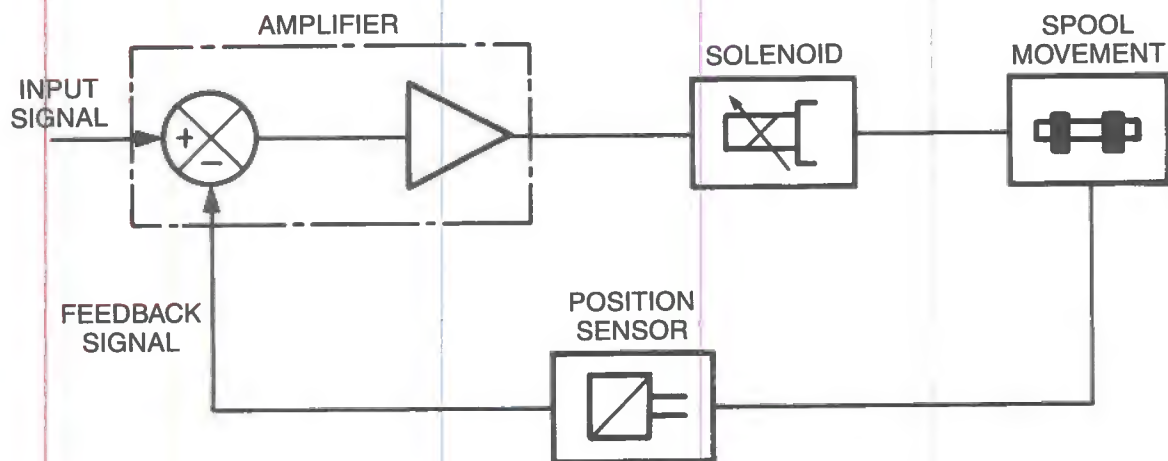 AMPLIFIER
INPUT
SIGNAL
+
−
SOLENOID
SPOOL
MOVEMENT
FEEDBACK
SIGNAL
POSITION
SENSOR